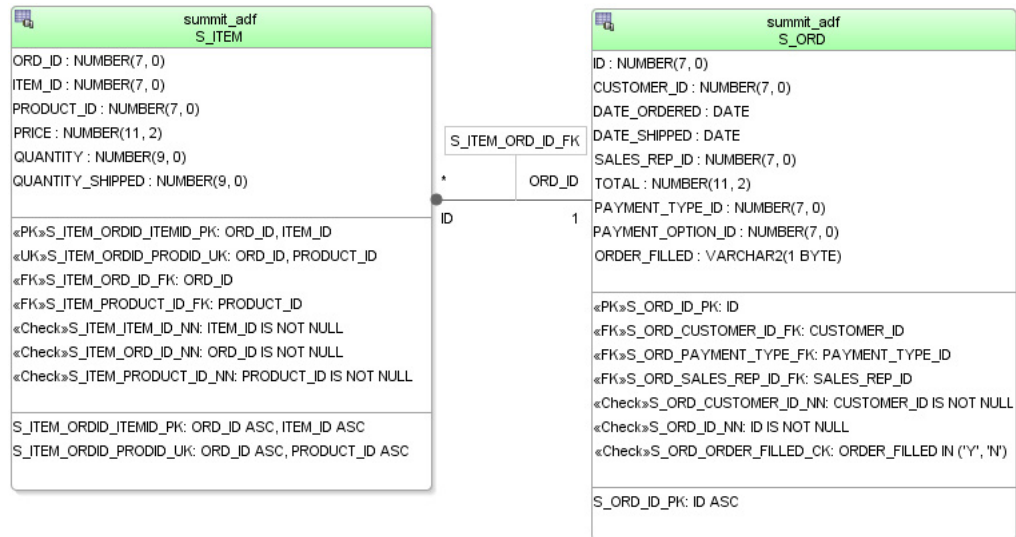 summit_adf
S_ITEM
ORD_ID : NUMBER(7, 0)
ITEM_ID : NUMBER(7, 0)
PRODUCT_ID : NUMBER(7, 0)
PRICE : NUMBER(11, 2)
QUANTITY : NUMBER(9, 0)
QUANTITY_SHIPPED : NUMBER(9, 0)
«PK»S_ITEM_ORDID_ITEMID_PK: ORD_ID, ITEM_ID
«UK»S_ITEM_ORDID_PRODID_UK: ORD_ID, PRODUCT_ID
«FK»S_ITEM_ORD_ID_FK: ORD_ID
«FK»S_ITEM_PRODUCT_ID_FK: PRODUCT_ID
«Check»S_ITEM_ITEM_ID_NN: ITEM_ID IS NOT NULL
«Check»S_ITEM_ORD_ID_NN: ORD_ID IS NOT NULL
«Check»S_ITEM_PRODUCT_ID_NN: PRODUCT_ID IS NOT NULL
S_ITEM_ORDID_ITEMID_PK: ORD_ID ASC, ITEM_ID ASC
S_ITEM_ORDID_PRODID_UK: ORD_ID ASC, PRODUCT_ID ASC
S_ITEM_ORD_ID_FK
* ORD_ID
ID 1
summit_adf
S_ORD
ID : NUMBER(7, 0)
CUSTOMER_ID : NUMBER(7, 0)
DATE_ORDERED : DATE
DATE_SHIPPED : DATE
SALES_REP_ID : NUMBER(7, 0)
TOTAL : NUMBER(11, 2)
PAYMENT_TYPE_ID : NUMBER(7, 0)
PAYMENT_OPTION_ID : NUMBER(7, 0)
ORDER_FILLED : VARCHAR2(1 BYTE)
«PK»S_ORD_ID_PK: ID
«FK»S_ORD_CUSTOMER_ID_FK: CUSTOMER_ID
«FK»S_ORD_PAYMENT_TYPE_FK: PAYMENT_TYPE_ID
«FK»S_ORD_SALES_REP_ID_FK: SALES_REP_ID
«Check»S_ORD_CUSTOMER_ID_NN: CUSTOMER_ID IS NOT NULL
«Check»S_ORD_ID_NN: ID IS NOT NULL
«Check»S_ORD_ORDER_FILLED_CK: ORDER_FILLED IN ('Y', 'N')
S_ORD_ID_PK: ID ASC